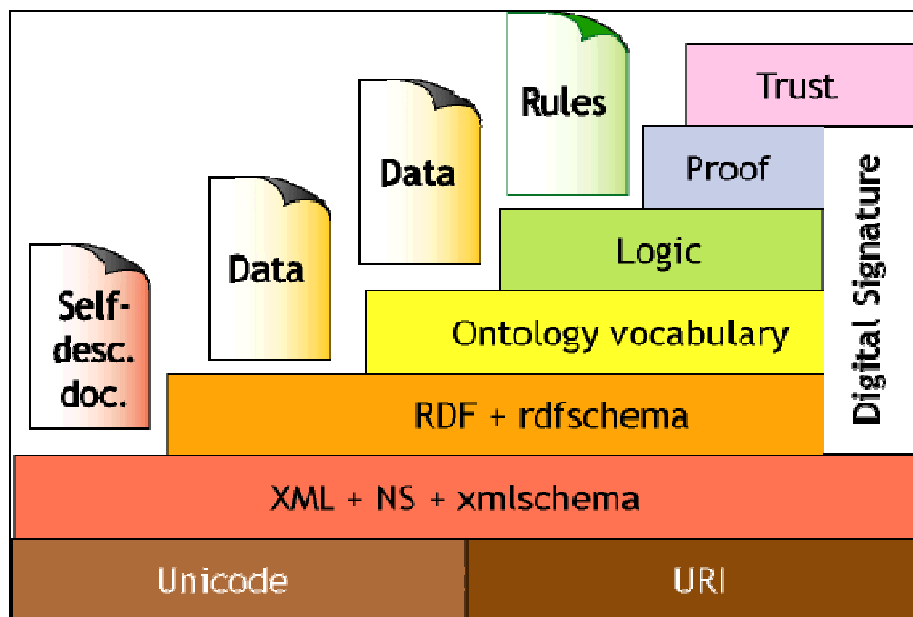 Rules
Trust
Data
Proof
Data
Logic
Self-
desc.
doc.
Ontology vocabulary
Digital Signature
RDF + rdfschema
XML + NS + xmlschema
Unicode
URI